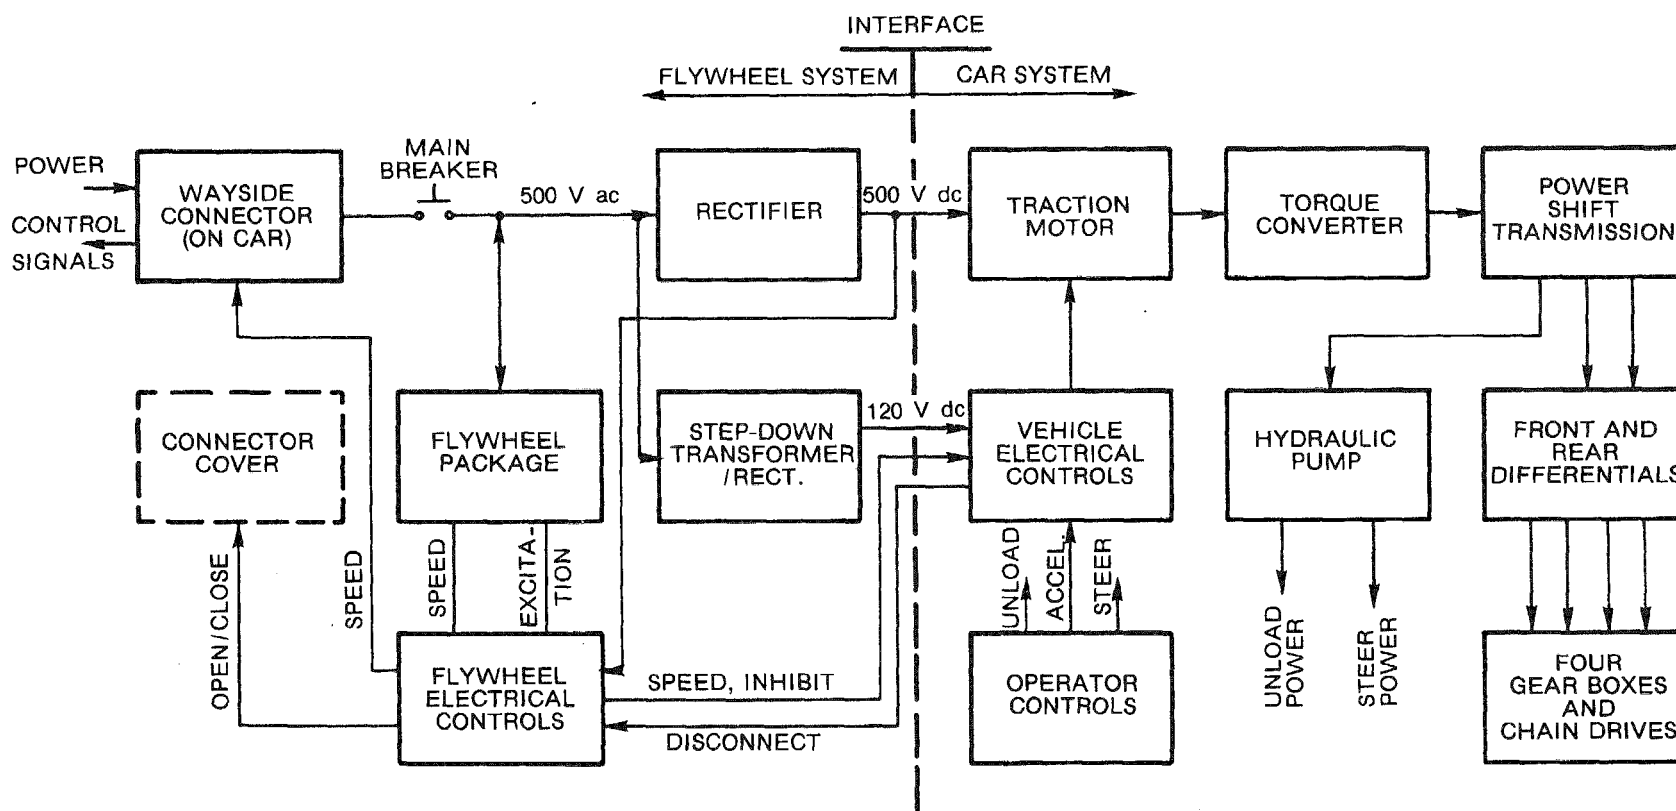 INTERFACE
FLYWHEEL SYSTEM
CAR SYSTEM
POWER
CONTROL
SIGNALS
WAYSIDE
CONNECTOR
(ON CAR)
MAIN
BREAKER
500 V ac
RECTIFIER
500 V dc
TRACTION
MOTOR
TORQUE
CONVERTER
POWER
SHIFT
TRANSMISSION
CONNECTOR
COVER
FLYWHEEL
PACKAGE
STEP-DOWN
TRANSFORMER
/RECT.
120 V dc
VEHICLE
ELECTRICAL
CONTROLS
HYDRAULIC
PUMP
FRONT AND
REAR
DIFFERENTIALS
OPEN/CLOSE
SPEED
SPEED
EXCITA-
TION
UNLOAD
ACCEL.
STEER
FLYWHEEL
ELECTRICAL
CONTROLS
SPEED, INHIBIT
DISCONNECT
OPERATOR
CONTROLS
UNLOAD
POWER
STEER
POWER
FOUR
GEAR BOXES
AND
CHAIN DRIVES